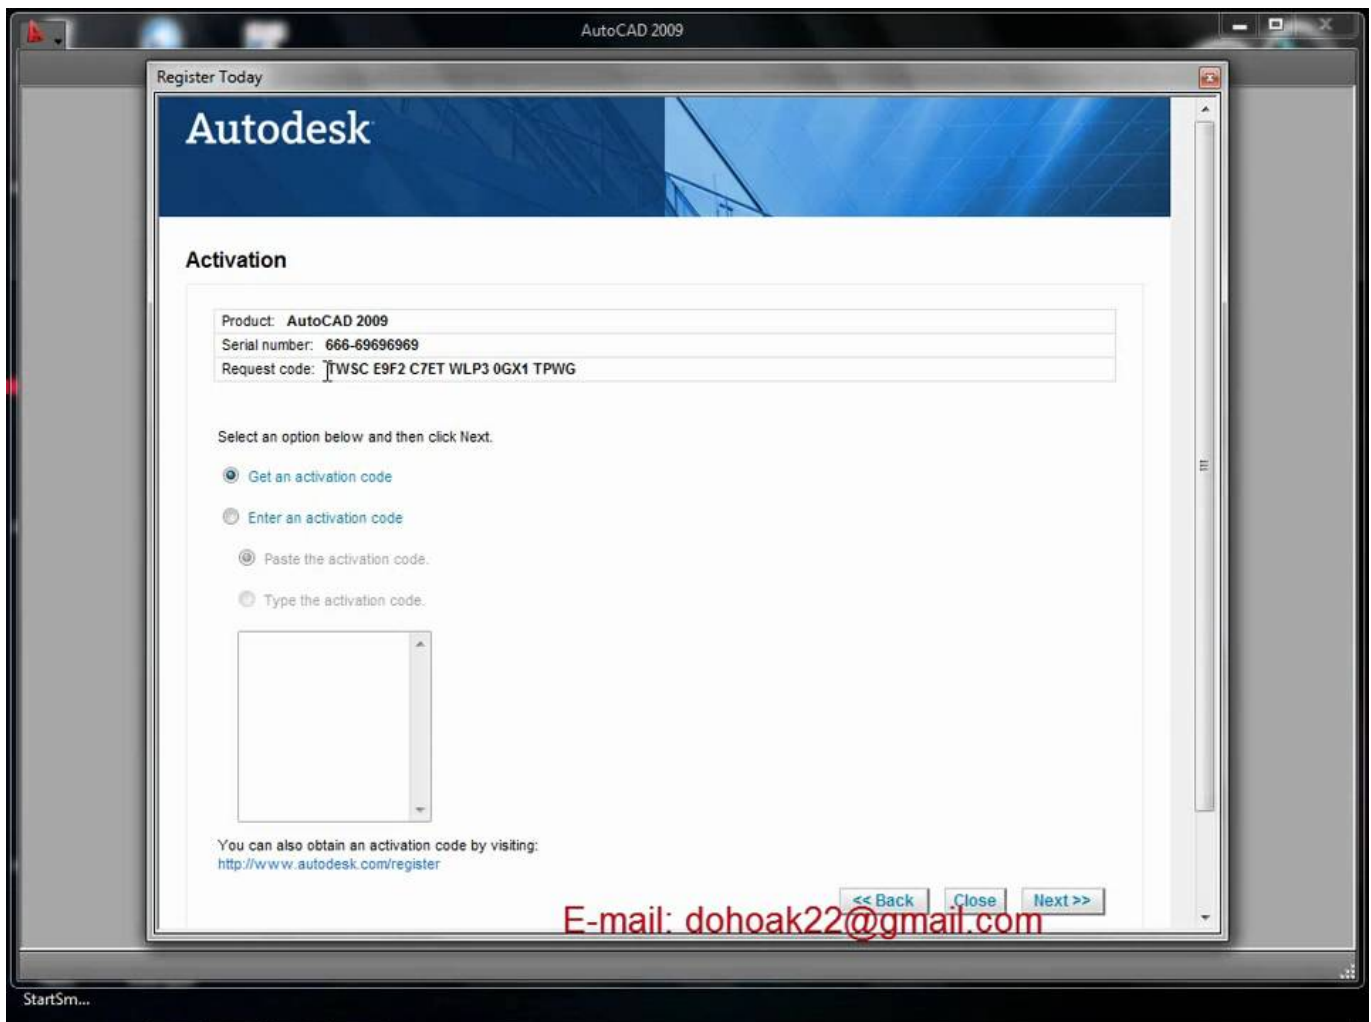 AutoCAD 2009
Register Today
Autodesk
Activation
Product: AutoCAD 2009
Serial number: 666-69696969
Request code: TWSC E9F2 C7ET WLP3 0GX1 TPWG
Select an option below and then click Next.
Get an activation code
Enter an activation code
Paste the activation code.
Type the activation code.
You can also obtain an activation code by visiting:
http://www.autodesk.com/register
<< Back Close Next >>
E-mail: dohoak22@gmail.com
StartSm...